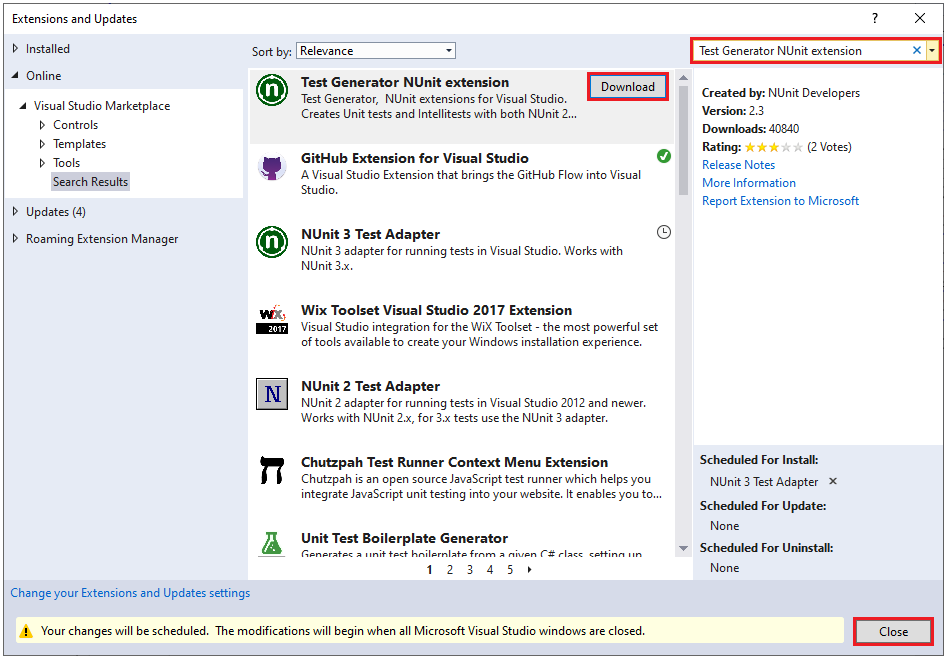 Extensions and Updates
?
Installed
Online
Visual Studio Marketplace
Controls
Templates
Tools
Search Results
Updates (4)
Roaming Extension Manager
Sort by: Relevance
Test Generator NUnit extension
Download
Test Generator, NUnit extensions for Visual Studio.
Creates Unit tests and Intellitests with both NUnit 2...
GitHub Extension for Visual Studio
A Visual Studio Extension that brings the GitHub Flow into Visual
Studio.
n
n
NUnit 3 Test Adapter
NUnit 3 adapter for running tests in Visual Studio. Works with
NUnit 3.x.
WiX
2017
Wix Toolset Visual Studio 2017 Extension
Visual Studio integration for the WiX Toolset - the most powerful set
of tools available to create your Windows installation experience.
N
NUnit 2 Test Adapter
NUnit 2 adapter for running tests in Visual Studio 2012 and newer.
Works with NUnit 2.x, for 3.x tests use the NUnit 3 adapter.
Chutzpah Test Runner Context Menu Extension
Chutzpah is an open source JavaScript test runner which helps you
integrate JavaScript unit testing into your website. It enables you to...
Unit Test Boilerplate Generator
Generates a unit test boilerplate from a given C# class, setting up
1 2 3 4 5
Test Generator NUnit extension
Created by: NUnit Developers
Version: 2.3
Downloads: 40840
Rating: (2 Votes)
Release Notes
More Information
Report Extension to Microsoft
Scheduled For Install:
NUnit 3 Test Adapter
Scheduled For Update:
None
Scheduled For Uninstall:
None
Change your Extensions and Updates settings
Your changes will be scheduled. The modifications will begin when all Microsoft Visual Studio windows are closed.
Close